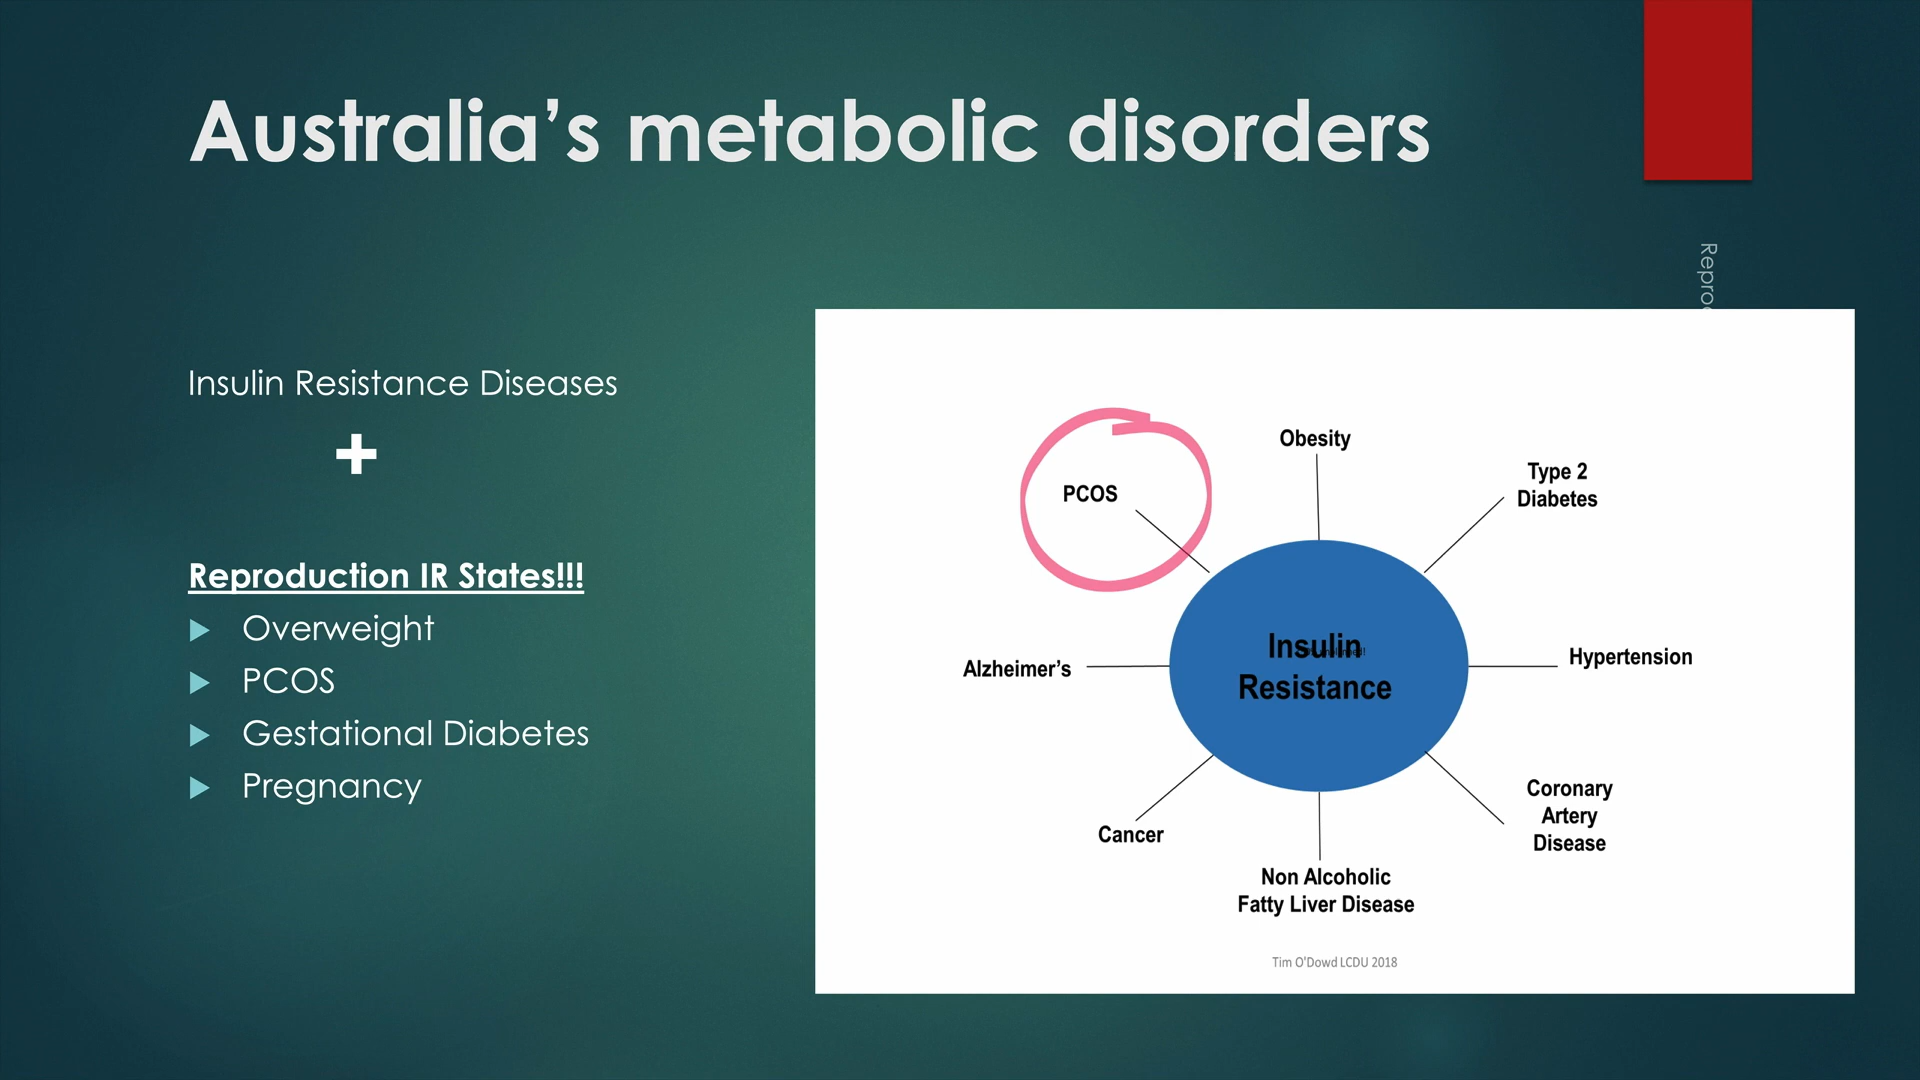 Australia’s metabolic disorders
Insulin Resistance Diseases
+
Reproduction IR States!!!
Overweight
PCOS
Gestational Diabetes
Pregnancy
PCOS
Obesity
Type 2
Diabetes
Alzheimer’s
Insulin
Resistance
Hypertension
Cancer
Non Alcoholic
Fatty Liver Disease
Coronary
Artery
Disease
Tim O'Dowd LCDU 2018